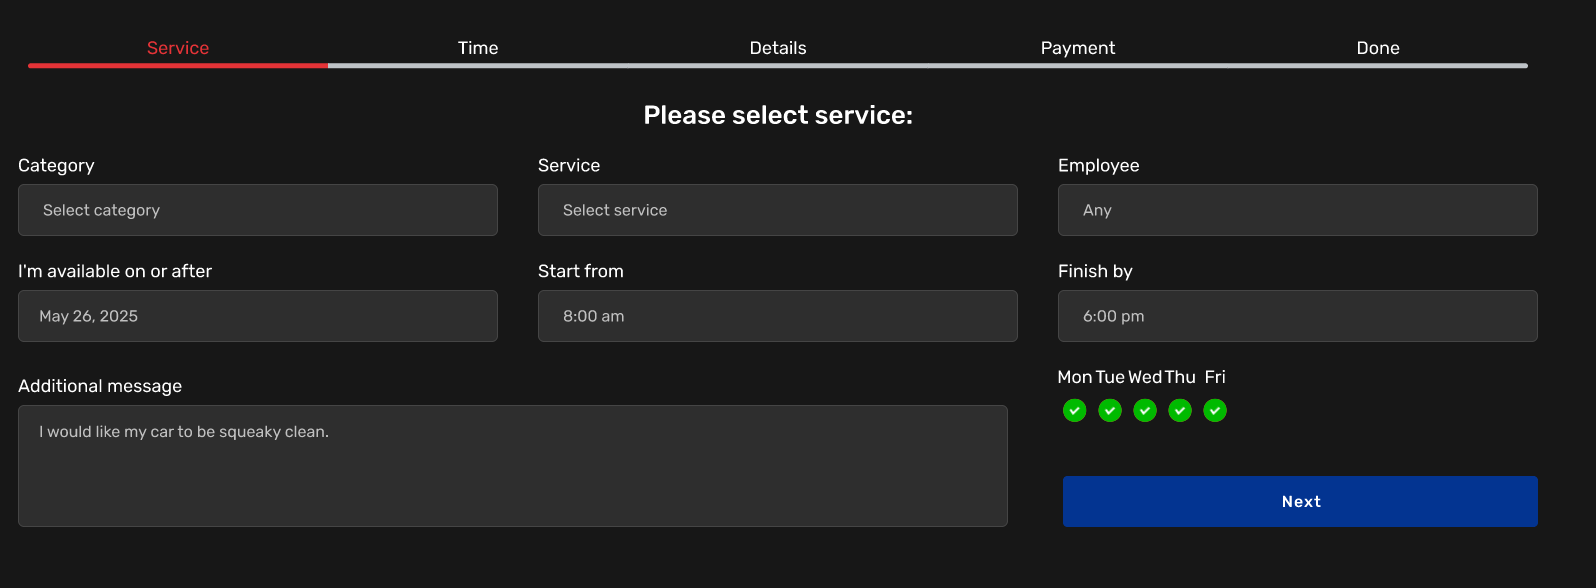 Service Time Details Payment Done
Please select service:
Category Service Employee
Select category Select service Any
I'm available on or after Start from Finish by
May 26, 2025 8:00 am 6:00 pm
Additional message
I would like my car to be squeaky clean.
Mon Tue Wed Thu Fri
Next